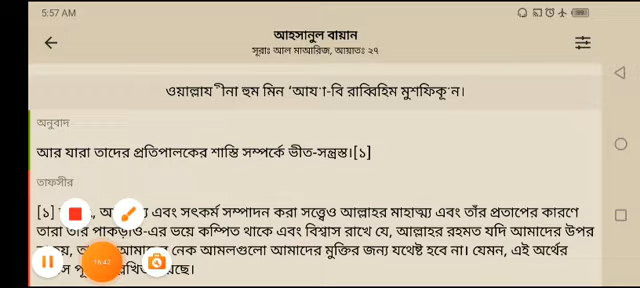 5:57 AM
আহসানুল বায়ান
সূরাঃ আল মাআরিজ, আয়াতঃ ২৭
ওয়াল্লাযীনা হুম মিন ‘আযা-বি রাব্বিহিম মুশফিকূন।
অনুবাদ
আর যারা তাদের প্রতিপালকের শাস্তি সম্পর্কে ভীত-সন্ত্রস্ত।[১]
তাফসীর
[১] এবং সৎকর্ম সম্পাদন করা সত্ত্বেও আল্লাহর মাহাত্ম্য এবং তাঁর প্রতাপের কারণে
তারা তাঁর পাকড়াও-এর ভয়ে কম্পিত থাকে এবং বিশ্বাস রাখে যে, আল্লাহর রহমত যদি আমাদের উপর
নেক আমলগুলো আমাদের মুক্তির জন্য যথেষ্ট হবে না। যেমন, এই অর্থের
16:42